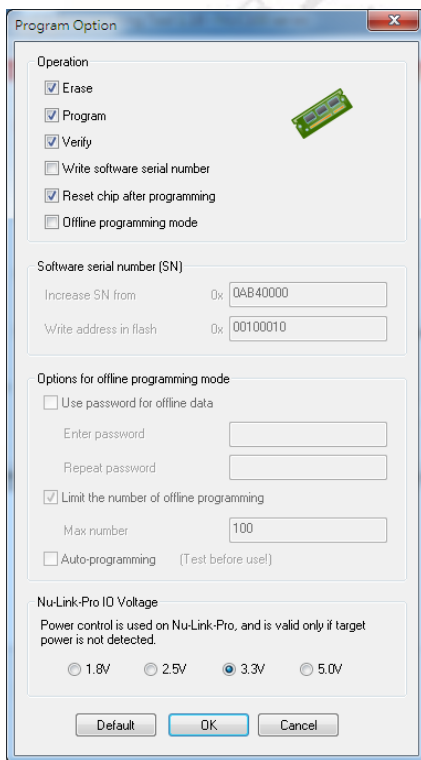 Program Option
Operation
Erase
Program
Verify
Write software serial number
Reset chip after programming
Offline programming mode
Software serial number (SN)
Increase SN from 0x 0AB40000
Write address in flash 0x 00100010
Options for offline programming mode
Use password for offline data
Enter password
Repeat password
Limit the number of offline programming
Max number 100
Auto-programming (Test before use!)
Nu-Link-Pro IO Voltage
Power control is used on Nu-Link-Pro, and is valid only if target
power is not detected.
1.8V 2.5V 3.3V 5.0V
Default OK Cancel